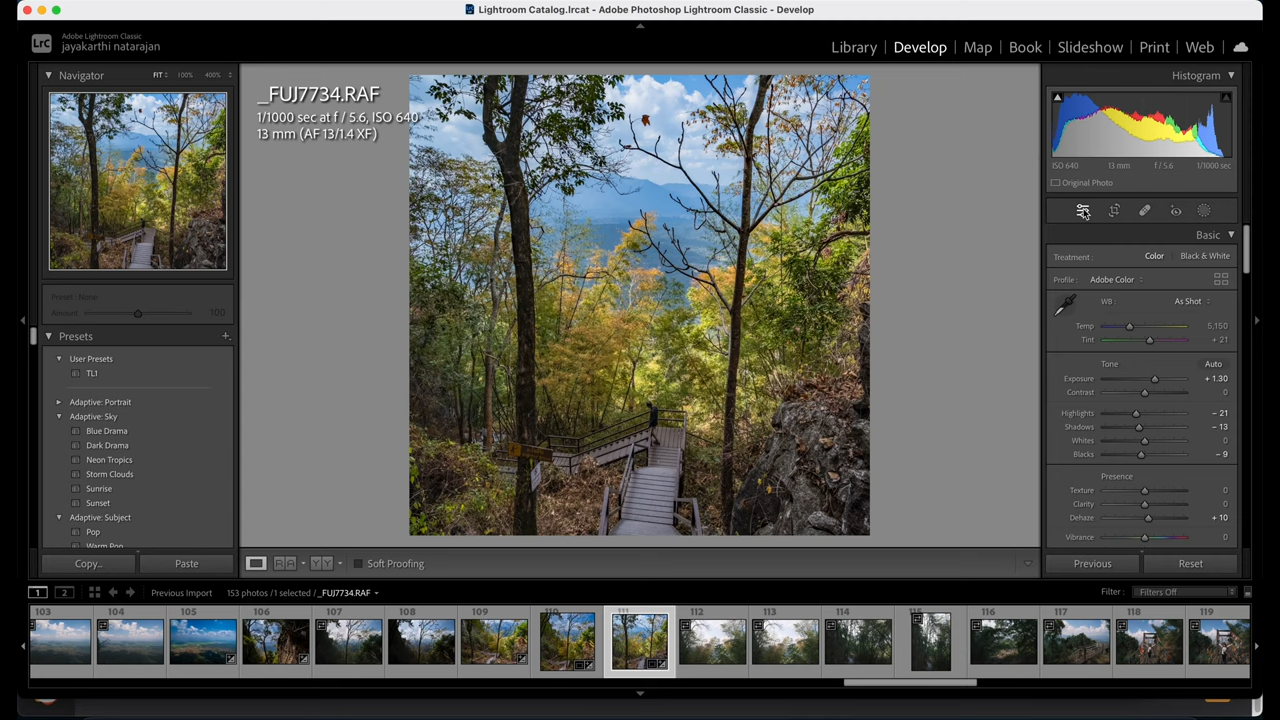 Lightroom Catalog.lrcat - Adobe Photoshop Lightroom Classic - Develop
LrC
Adobe Lightroom Classic
jayakarthi natarajan
Library Develop Map Book Slideshow Print Web
Navigator FIT 100% 400%
Histogram
_FUJ7734.RAF
1/1000 sec at f / 5.6, ISO 640
13 mm (AF 13/1.4 XF)
ISO 640 13 mm f / 5.6 1/1000 sec
Original Photo
Basic
Treatment : Color Black & White
Profile : Adobe Color
WB : As Shot
Temp 5,150
Tint + 21
Tone Auto
Exposure + 1.30
Contrast 0
Highlights - 21
Shadows - 13
Whites 0
Blacks - 9
Presence
Texture 0
Clarity 0
Dehaze + 10
Vibrance 0
Preset : None
Amount 100
Presets
User Presets
TL1
Adaptive: Portrait
Adaptive: Sky
Blue Drama
Dark Drama
Neon Tropics
Storm Clouds
Sunrise
Sunset
Adaptive: Subject
Pop
Warm Pop
Copy... Paste
R A Y Y Soft Proofing
Previous Reset
1 2 Previous Import 153 photos / 1 selected / _FUJ7734.RAF
Filter : Filters Off
103 104 105 106 107 108 109 110 111 112 113 114 115 116 117 118 119